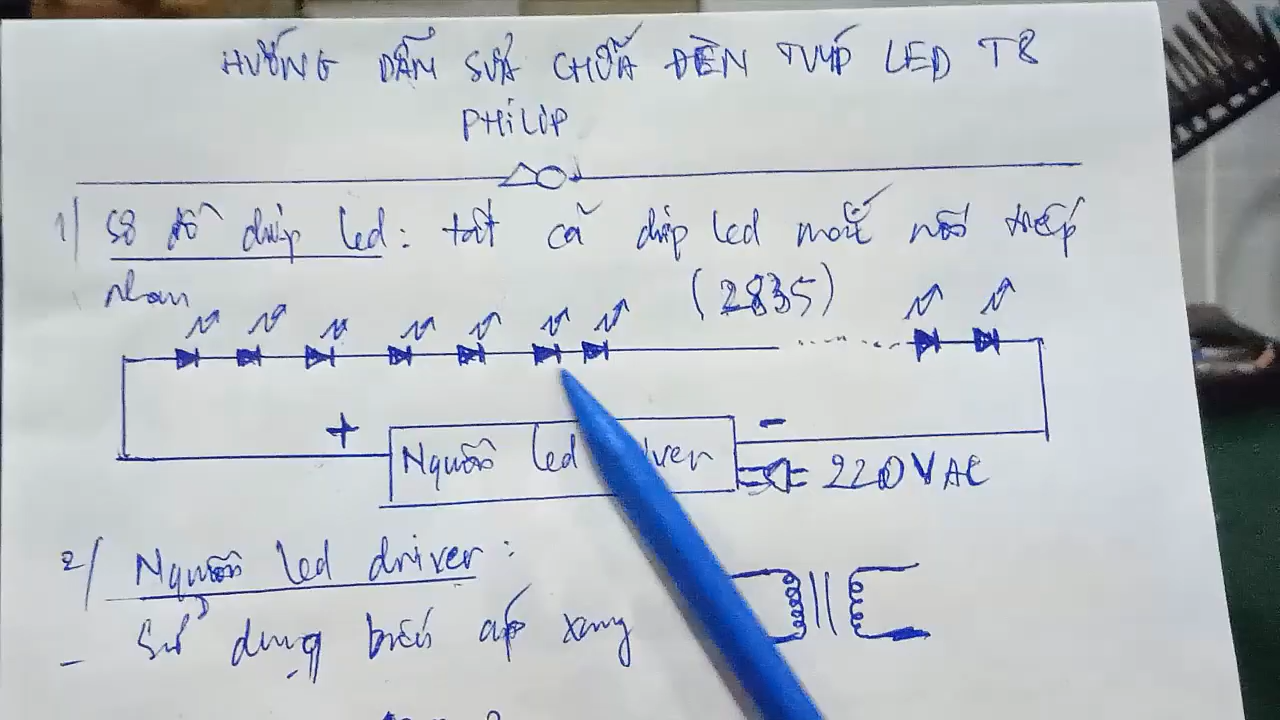 HƯỚNG DẪN SỬA CHỮA ĐÈN TUÝP LED T8
PHILIP
1/ Sơ đồ chíp led: tất cả chíp led mắc nối tiếp
nhau
(2835)
+
-
Nguồn led driver
220VAC
2/ Nguồn led driver:
- Sử dụng biến áp xung